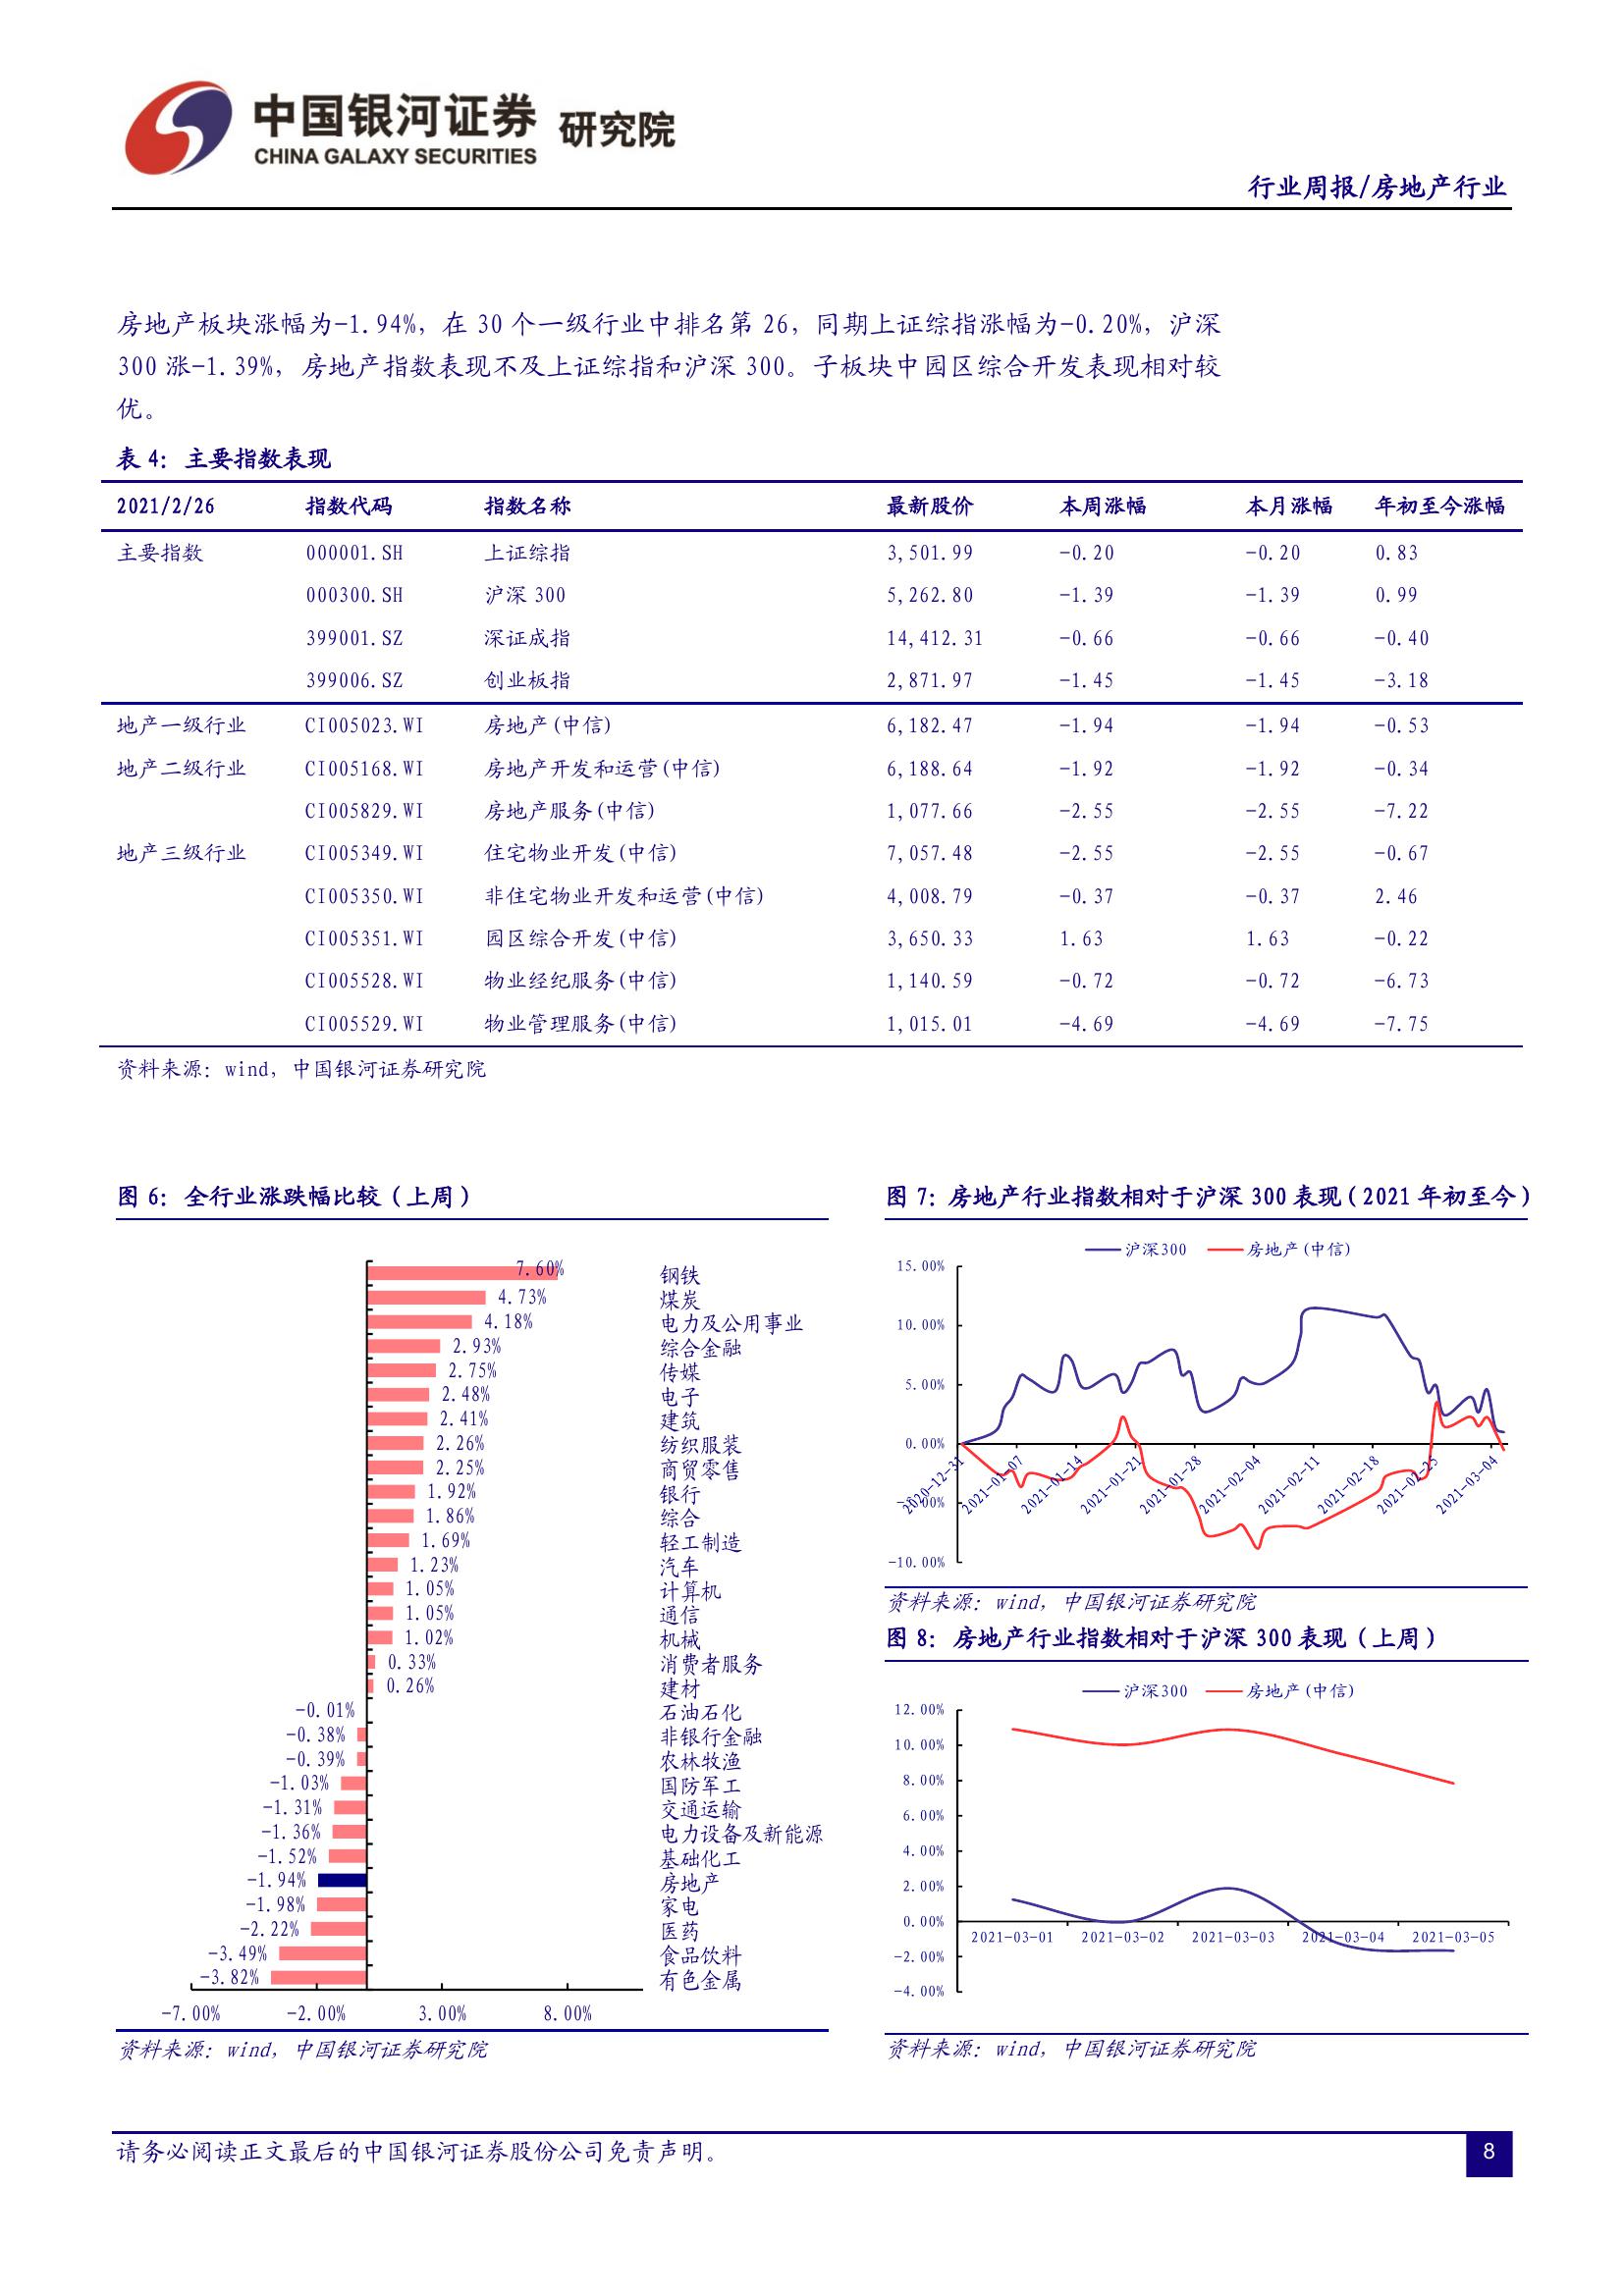 中国银河证券 研究院
CHINA GALAXY SECURITIES
行业周报/房地产行业
房地产板块涨幅为-1.94%，在 30 个一级行业中排名第 26，同期上证综指涨幅为-0.20%，沪深
300 涨-1.39%，房地产指数表现不及上证综指和沪深 300。子板块中园区综合开发表现相对较
优。
表 4：主要指数表现
2021/2/26 指数代码 指数名称 最新股价 本周涨幅 本月涨幅 年初至今涨幅
主要指数 000001.SH 上证综指 3,501.99 -0.20 -0.20 0.83
000300.SH 沪深 300 5,262.80 -1.39 -1.39 0.99
399001.SZ 深证成指 14,412.31 -0.66 -0.66 -0.40
399006.SZ 创业板指 2,871.97 -1.45 -1.45 -3.18
地产一级行业 CI005023.WI 房地产(中信) 6,182.47 -1.94 -1.94 -0.53
地产二级行业 CI005168.WI 房地产开发和运营(中信) 6,188.64 -1.92 -1.92 -0.34
CI005829.WI 房地产服务(中信) 1,077.66 -2.55 -2.55 -7.22
地产三级行业 CI005349.WI 住宅物业开发(中信) 7,057.48 -2.55 -2.55 -0.67
CI005350.WI 非住宅物业开发和运营(中信) 4,008.79 -0.37 -0.37 2.46
CI005351.WI 园区综合开发(中信) 3,650.33 1.63 1.63 -0.22
CI005528.WI 物业经纪服务(中信) 1,140.59 -0.72 -0.72 -6.73
CI005529.WI 物业管理服务(中信) 1,015.01 -4.69 -4.69 -7.75
资料来源：wind，中国银河证券研究院
图 6：全行业涨跌幅比较（上周）
7.60% 钢铁
4.73% 煤炭
4.18% 电力及公用事业
2.93% 综合金融
2.75% 传媒
2.48% 电子
2.41% 建筑
2.26% 纺织服装
2.25% 商贸零售
1.92% 银行
1.86% 综合
1.69% 轻工制造
1.23% 汽车
1.05% 计算机
1.05% 通信
1.02% 机械
0.33% 消费者服务
0.26% 建材
-0.01% 石油石化
-0.38% 非银行金融
-0.39% 农林牧渔
-1.03% 国防军工
-1.31% 交通运输
-1.36% 电力设备及新能源
-1.52% 基础化工
-1.94% 房地产
-1.98% 家电
-2.22% 医药
-3.49% 食品饮料
-3.82% 有色金属
-7.00% -2.00% 3.00% 8.00%
资料来源：wind，中国银河证券研究院
图 7：房地产行业指数相对于沪深 300 表现（2021 年初至今）
沪深300 房地产(中信)
15.00%
10.00%
5.00%
0.00%
-5.00%
-10.00%
2020-12-31 2021-01-07 2021-01-14 2021-01-21 2021-01-28 2021-02-04 2021-02-11 2021-02-18 2021-02-25 2021-03-04
资料来源：wind，中国银河证券研究院
图 8：房地产行业指数相对于沪深 300 表现（上周）
沪深300 房地产(中信)
12.00%
10.00%
8.00%
6.00%
4.00%
2.00%
0.00%
-2.00%
-4.00%
2021-03-01 2021-03-02 2021-03-03 2021-03-04 2021-03-05
资料来源：wind，中国银河证券研究院
请务必阅读正文最后的中国银河证券股份公司免责声明。
8